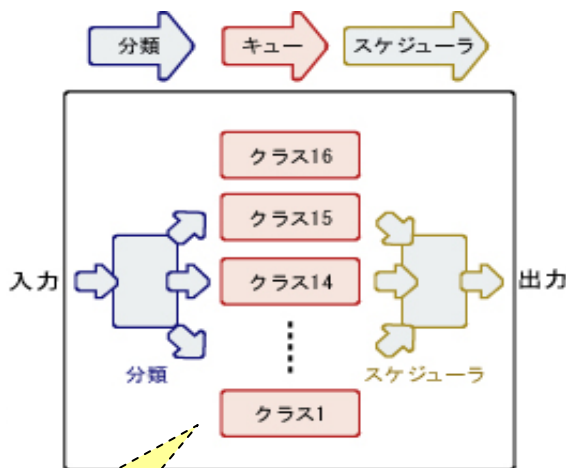 分類
キュー
スケジューラ
クラス16
クラス15
入力
クラス14
出力
分類
スケジューラ
クラス1